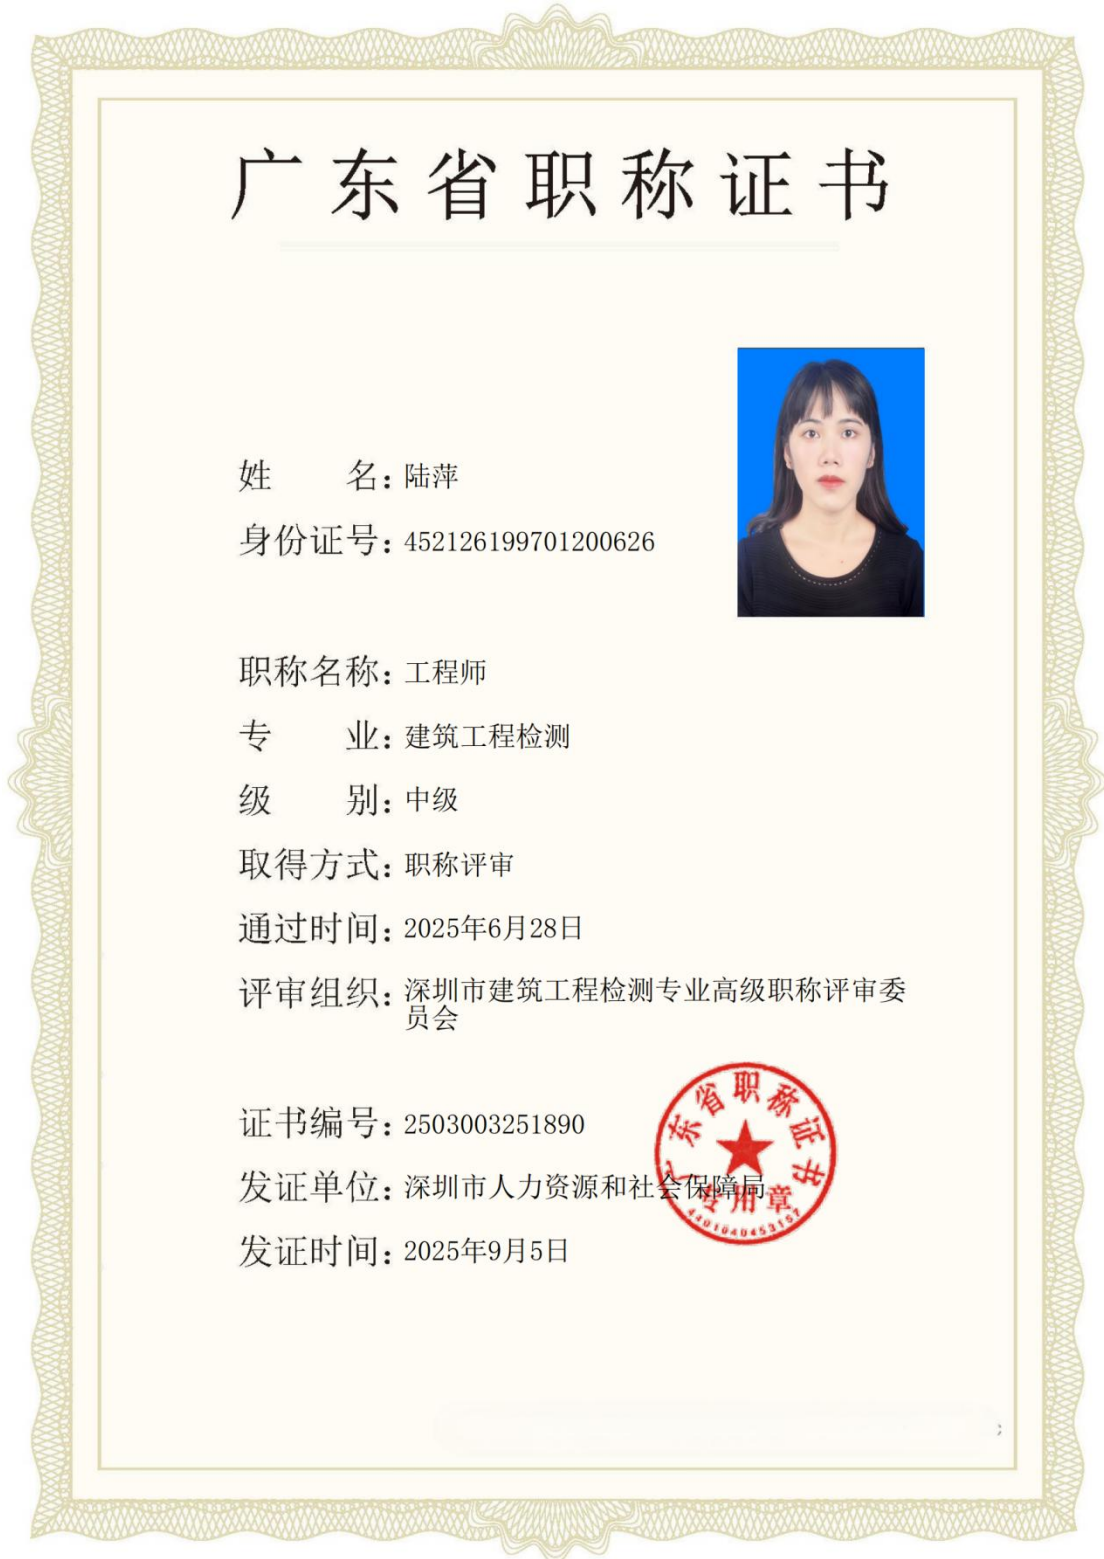 广东省职称证书
姓 名：陆萍
身份证号：452126199701200626
职称名称：工程师
专 业：建筑工程检测
级 别：中级
取得方式：职称评审
通过时间：2025年6月28日
评审组织：深圳市建筑工程检测专业高级职称评审委
员会
证书编号：2503003251890
发证单位：深圳市人力资源和社会保障局
发证时间：2025年9月5日
广东省职称证书
专用章
4401040453157